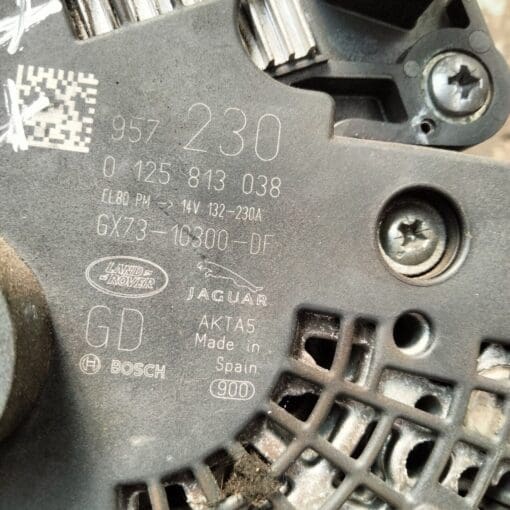 957 230
0 125 813 038
EL80 PM -> 14V 132-230A
GX73-10300-DF
LAND ROVER
JAGUAR
GD
AKTA5
Made in
Spain
BOSCH
900